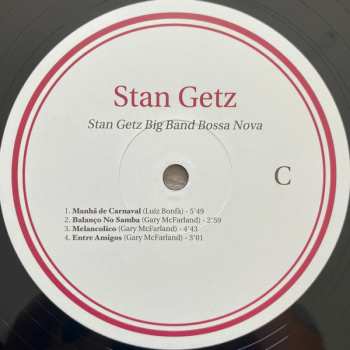 Stan Getz
Stan Getz Big Band Bossa Nova
C
1. Manhã de Carnaval (Luiz Bonfá) - 5'49
2. Balanço No Samba (Gary McFarland) - 2'59
3. Melancolico (Gary McFarland) - 4'43
4. Entre Amigos (Gary McFarland) - 3'01